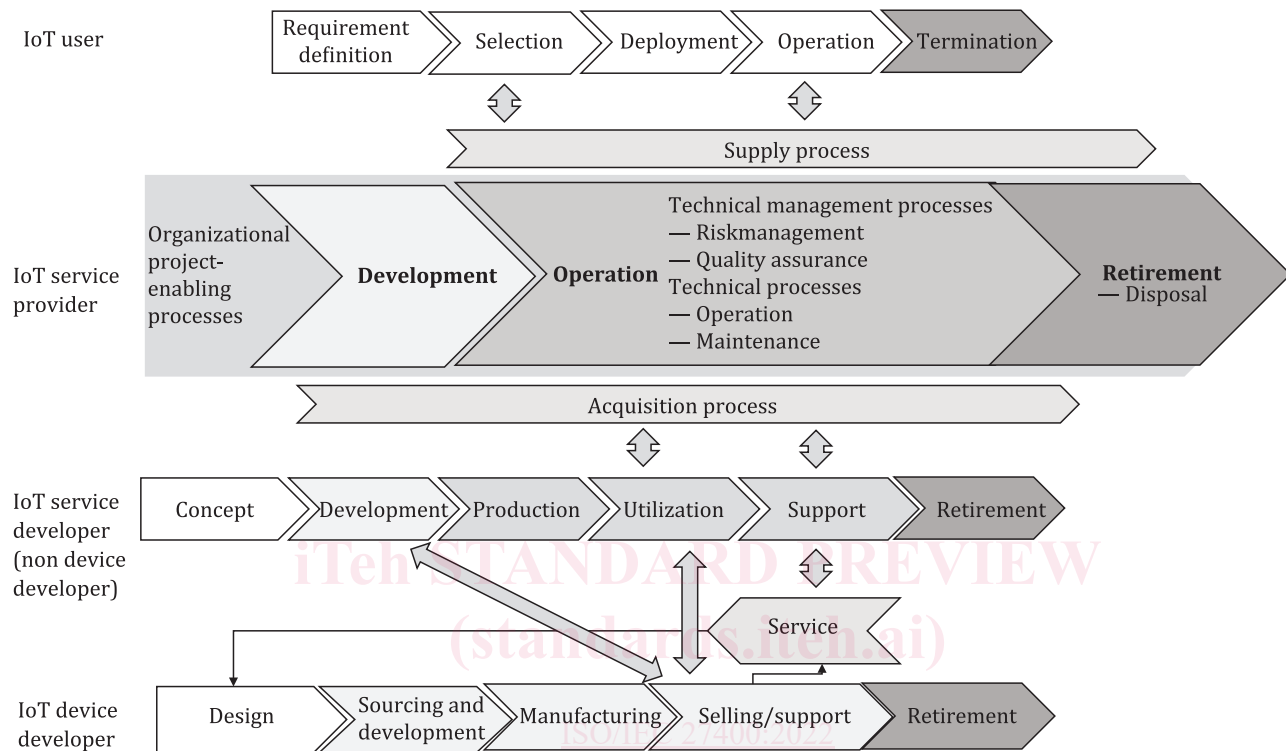 IoT user
Requirement
definition
Selection
Deployment
Operation
Termination
Supply process
IoT service
provider
Organizational
project-
enabling
processes
Development
Operation
Technical management processes
— Riskmanagement
— Quality assurance
Technical processes
— Operation
— Maintenance
Retirement
— Disposal
Acquisition process
IoT service
developer
(non device
developer)
Concept
Development
Production
Utilization
Support
Retirement
iTeh STANDARD PREVIEW
(standards.iteh.ai)
Service
IoT device
developer
Design
Sourcing and
development
Manufacturing
Selling/support
Retirement
ISO/IEC 27400:2022